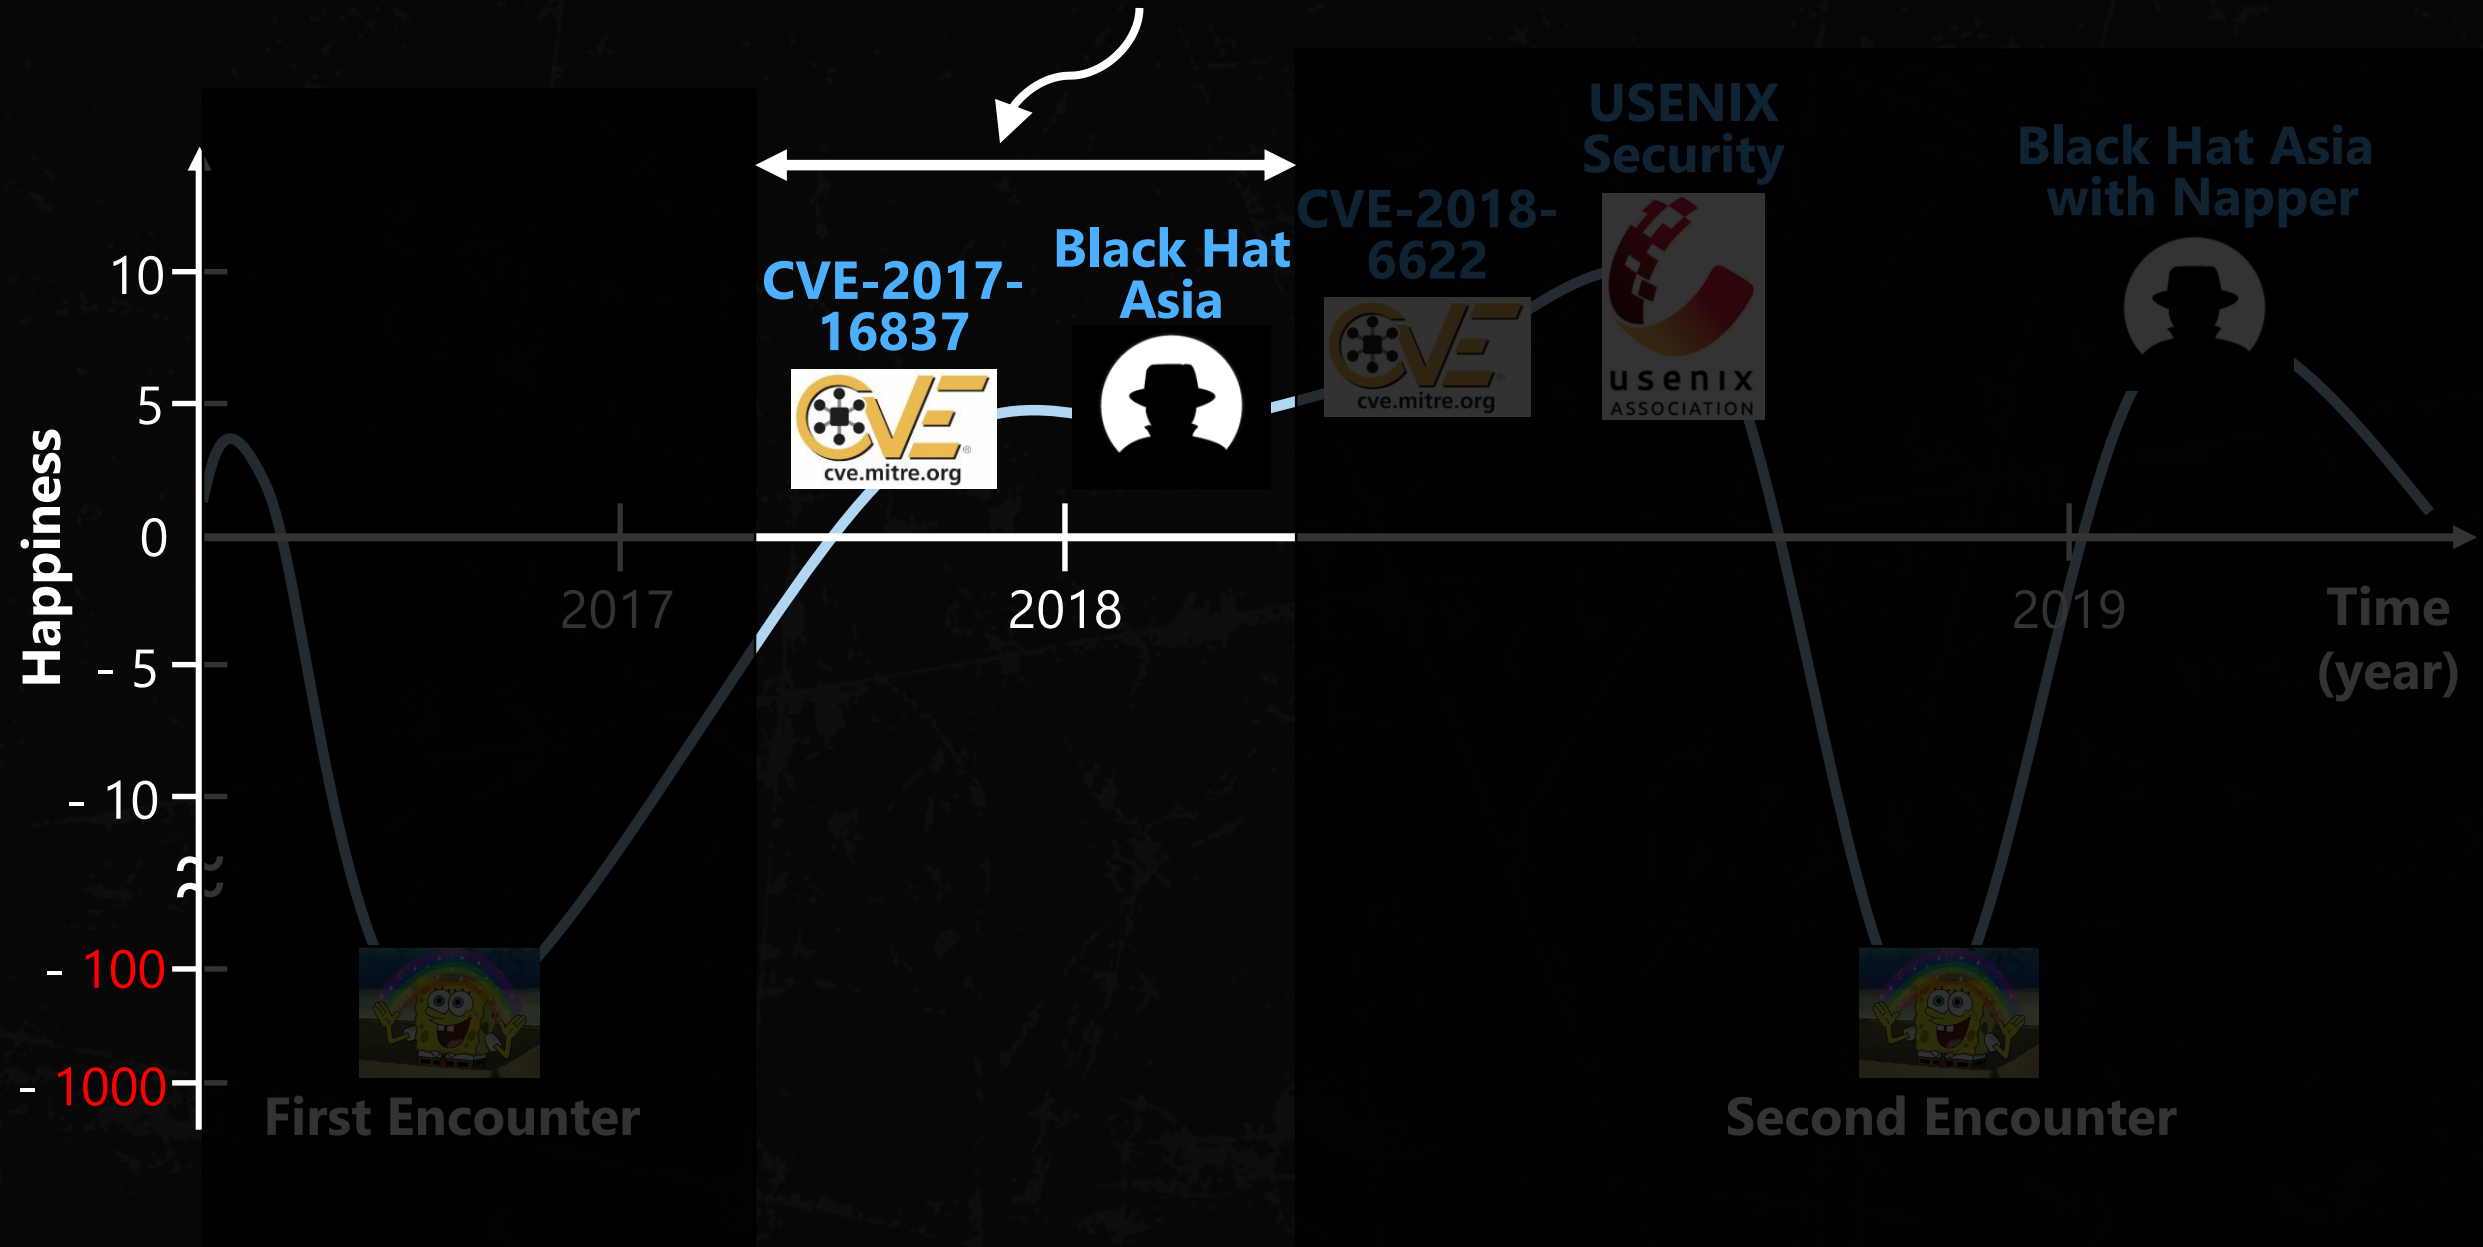 USENIX
Security
Black Hat Asia
with Napper
CVE-2018-
6622
Black Hat
Asia
CVE-2017-
16837
cve.mitre.org
®
cve.mitre.org
®
usenix
ASSOCIATION
Happiness
10
5
0
- 5
- 10
- 100
- 1000
2017
2018
2019
Time
(year)
First Encounter
Second Encounter